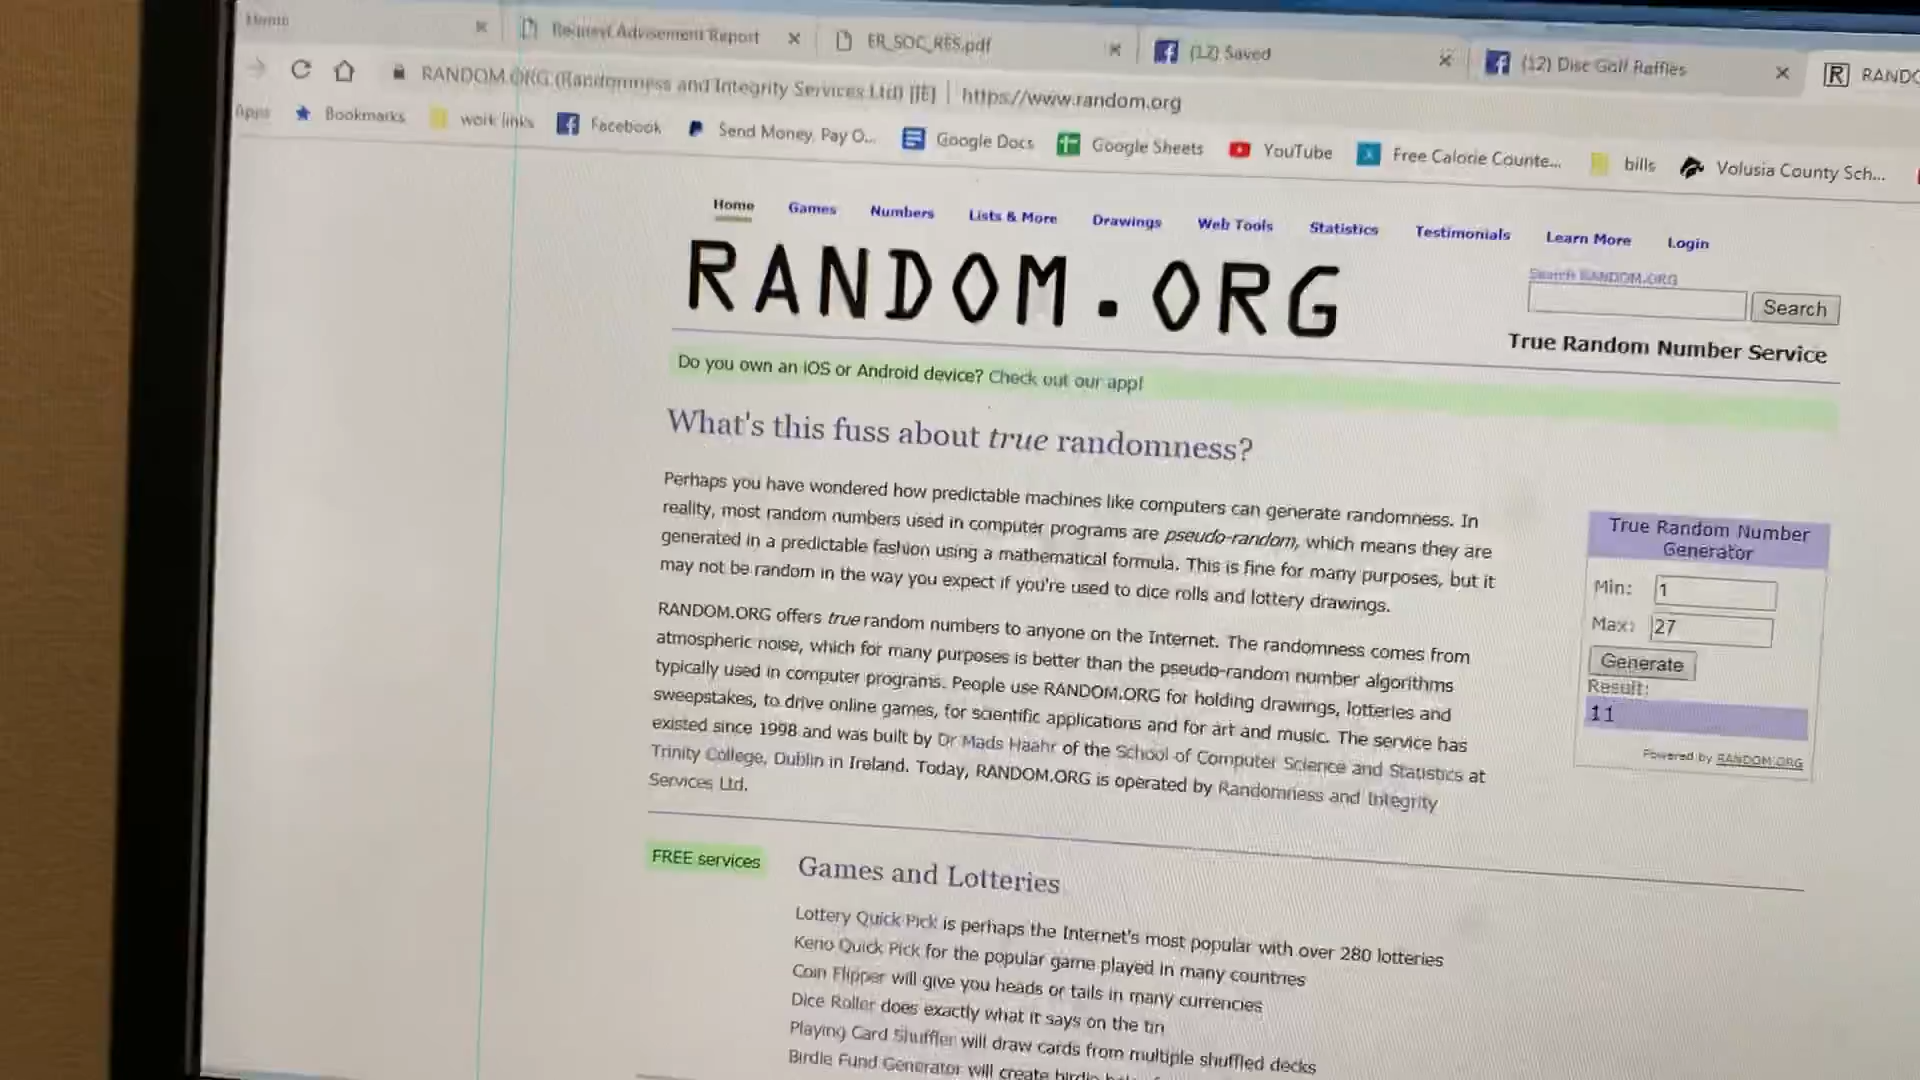 Home
Request Advisement Report
ER_SOC_RES.pdf
(12) Saved
(12) Disc Golf Raffles
RANDO
RANDOM.ORG (Randomness and Integrity Services Ltd) [IE] | https://www.random.org
Apps Bookmarks work links Facebook Send Money, Pay O... Google Docs Google Sheets YouTube Free Calorie Counte... bills Volusia County Sch...
Home Games Numbers Lists & More Drawings Web Tools Statistics Testimonials Learn More Login
RANDOM.ORG
Search RANDOM.ORG
Search
True Random Number Service
Do you own an iOS or Android device? Check out our app!
What's this fuss about true randomness?
Perhaps you have wondered how predictable machines like computers can generate randomness. In
reality, most random numbers used in computer programs are pseudo-random, which means they are
generated in a predictable fashion using a mathematical formula. This is fine for many purposes, but it
may not be random in the way you expect if you're used to dice rolls and lottery drawings.
RANDOM.ORG offers true random numbers to anyone on the Internet. The randomness comes from
atmospheric noise, which for many purposes is better than the pseudo-random number algorithms
typically used in computer programs. People use RANDOM.ORG for holding drawings, lotteries and
sweepstakes, to drive online games, for scientific applications and for art and music. The service has
existed since 1998 and was built by Dr Mads Haahr of the School of Computer Science and Statistics at
Trinity College, Dublin in Ireland. Today, RANDOM.ORG is operated by Randomness and Integrity
Services Ltd.
True Random Number
Generator
Min: 1
Max: 27
Generate
Result:
11
Powered by RANDOM.ORG
FREE services
Games and Lotteries
Lottery Quick Pick is perhaps the Internet's most popular with over 280 lotteries
Keno Quick Pick for the popular game played in many countries
Coin Flipper will give you heads or tails in many currencies
Dice Roller does exactly what it says on the tin
Playing Card Shuffler will draw cards from multiple shuffled decks
Birdie Fund Generator will create birdie